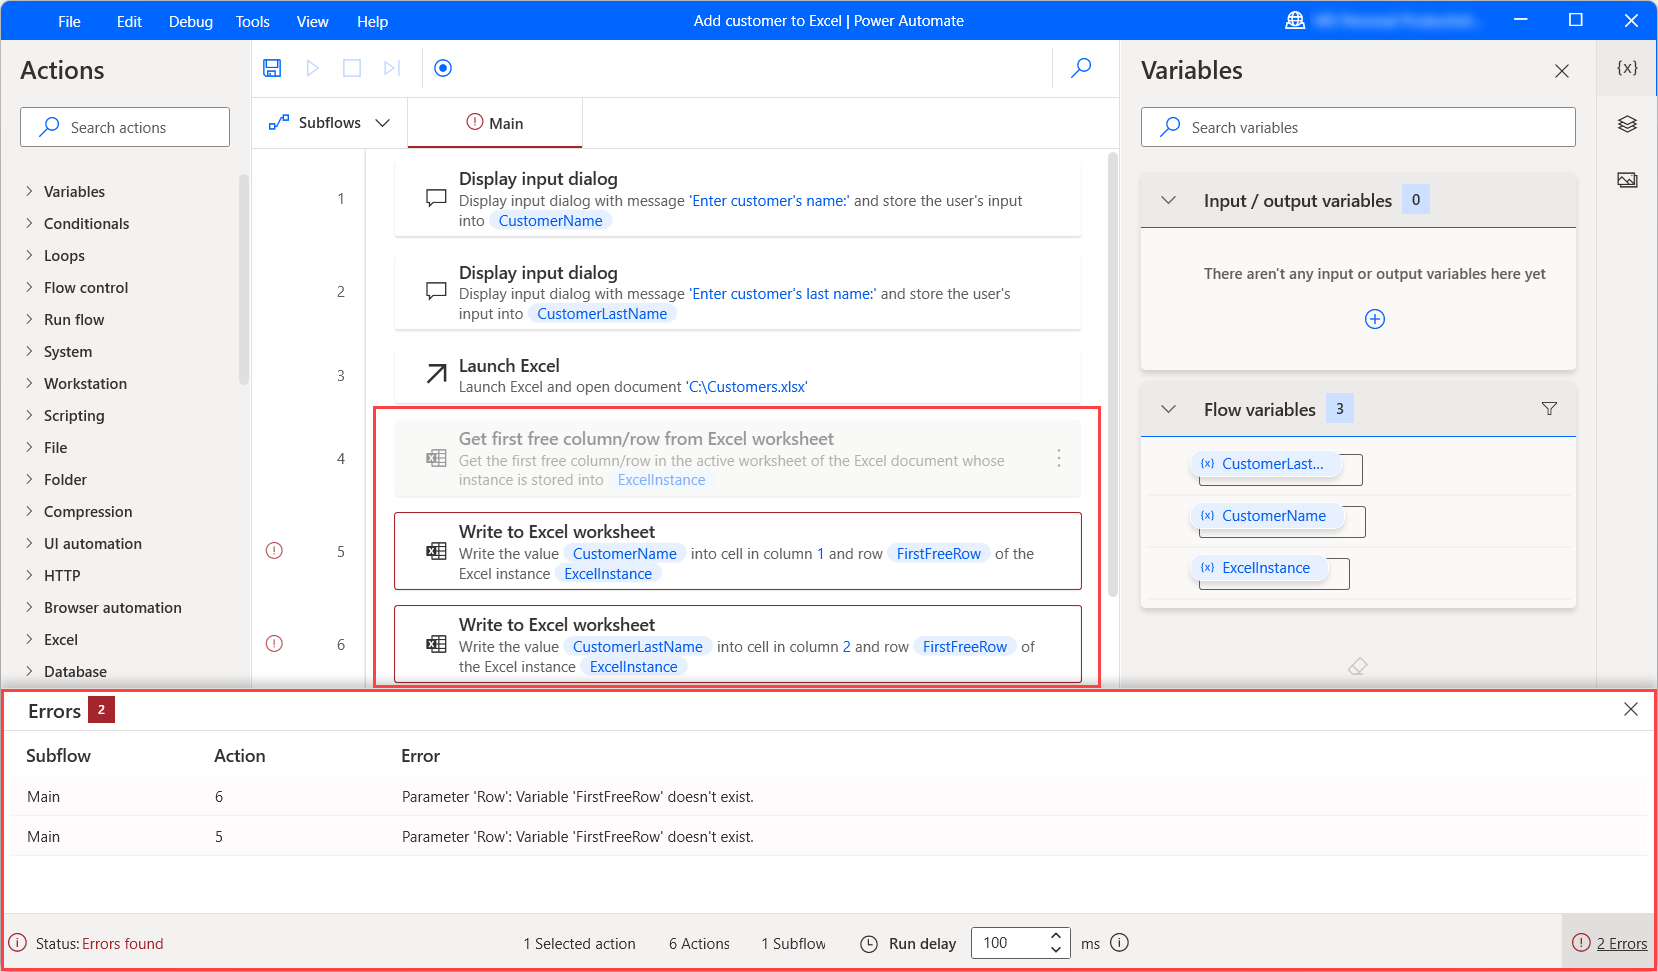 File Edit Debug Tools View Help
Add customer to Excel | Power Automate
Actions
Search actions
Variables
Conditionals
Loops
Flow control
Run flow
System
Workstation
Scripting
File
Folder
Compression
UI automation
HTTP
Browser automation
Excel
Database
Subflows
Main
1
Display input dialog
Display input dialog with message 'Enter customer's name:' and store the user's input
into CustomerName
2
Display input dialog
Display input dialog with message 'Enter customer's last name:' and store the user's
input into CustomerLastName
3
Launch Excel
Launch Excel and open document 'C:\Customers.xlsx'
4
Get first free column/row from Excel worksheet
Get the first free column/row in the active worksheet of the Excel document whose
instance is stored into ExcelInstance
5
Write to Excel worksheet
Write the value CustomerName into cell in column 1 and row FirstFreeRow of the
Excel instance ExcelInstance
6
Write to Excel worksheet
Write the value CustomerLastName into cell in column 2 and row FirstFreeRow of
the Excel instance ExcelInstance
Variables
{x}
Search variables
Input / output variables 0
There aren't any input or output variables here yet
Flow variables 3
{x} CustomerLast...
{x} CustomerName
{x} ExcelInstance
Errors 2
Subflow Action Error
Main 6 Parameter 'Row': Variable 'FirstFreeRow' doesn't exist.
Main 5 Parameter 'Row': Variable 'FirstFreeRow' doesn't exist.
Status: Errors found
1 Selected action
6 Actions
1 Subflow
Run delay 100 ms
2 Errors